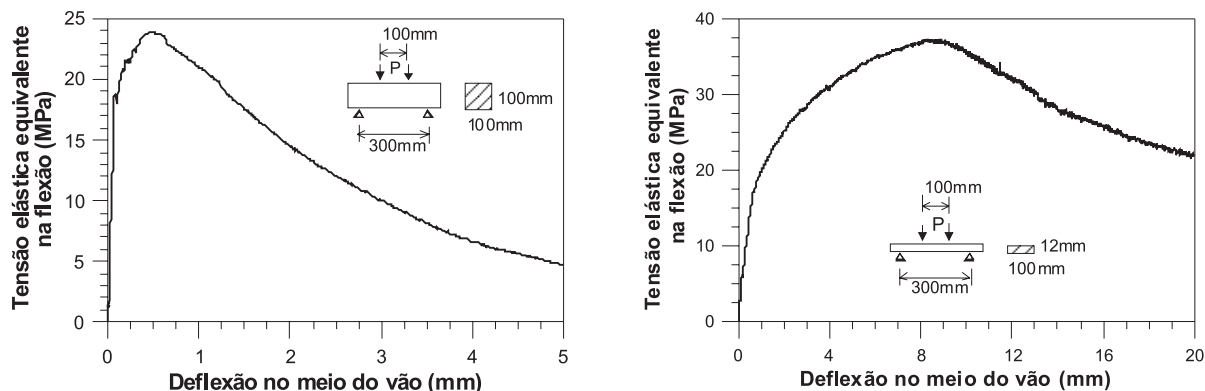 Tensão elástica equivalente
na flexão (MPa)
25
20
15
10
5
0
0
1
2
3
4
5
Deflexão no meio do vão (mm)
100mm
P
100mm
100mm
300mm
Tensão elástica equivalente
na flexão (MPa)
40
30
20
10
0
0
4
8
12
16
20
Deflexão no meio do vão (mm)
100mm
P
12mm
100mm
300mm